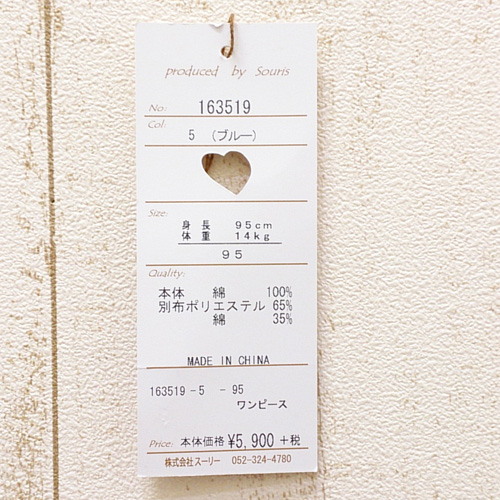 produced by Souris
No: 163519
Col:
5 (ブルー)
Size:
身長 95cm
体重 14kg
95
Quality:
本体 綿 100%
別布ポリエステル 65%
綿 35%
MADE IN CHINA
163519-5 -95
ワンピース
Price: 本体価格 ¥5,900 +税
株式会社スーリー 052-324-4780